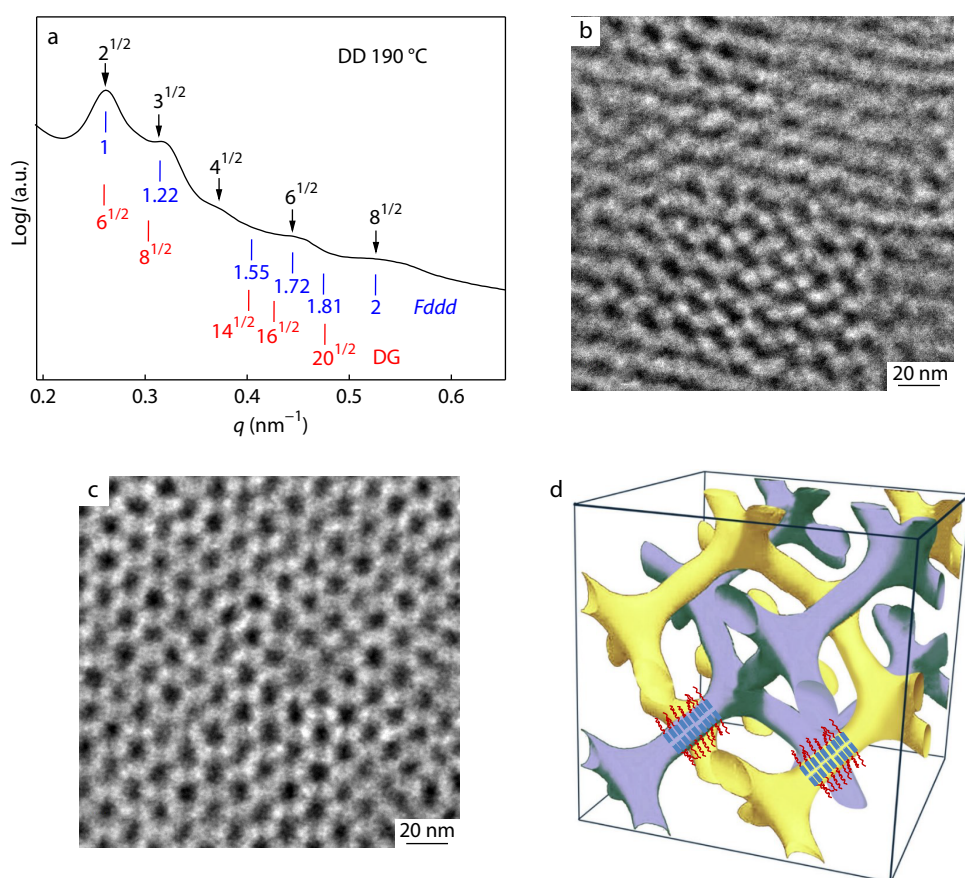 a
DD 190 °C
2^{1/2}
3^{1/2}
4^{1/2}
6^{1/2}
8^{1/2}
1
1.22
1.55
1.72
1.81
2
Fddd
6^{1/2}
8^{1/2}
14^{1/2}
16^{1/2}
20^{1/2}
DG
LogI (a.u.)
0.2 0.3 0.4 0.5 0.6
q (nm⁻¹)
b
20 nm
c
20 nm
d